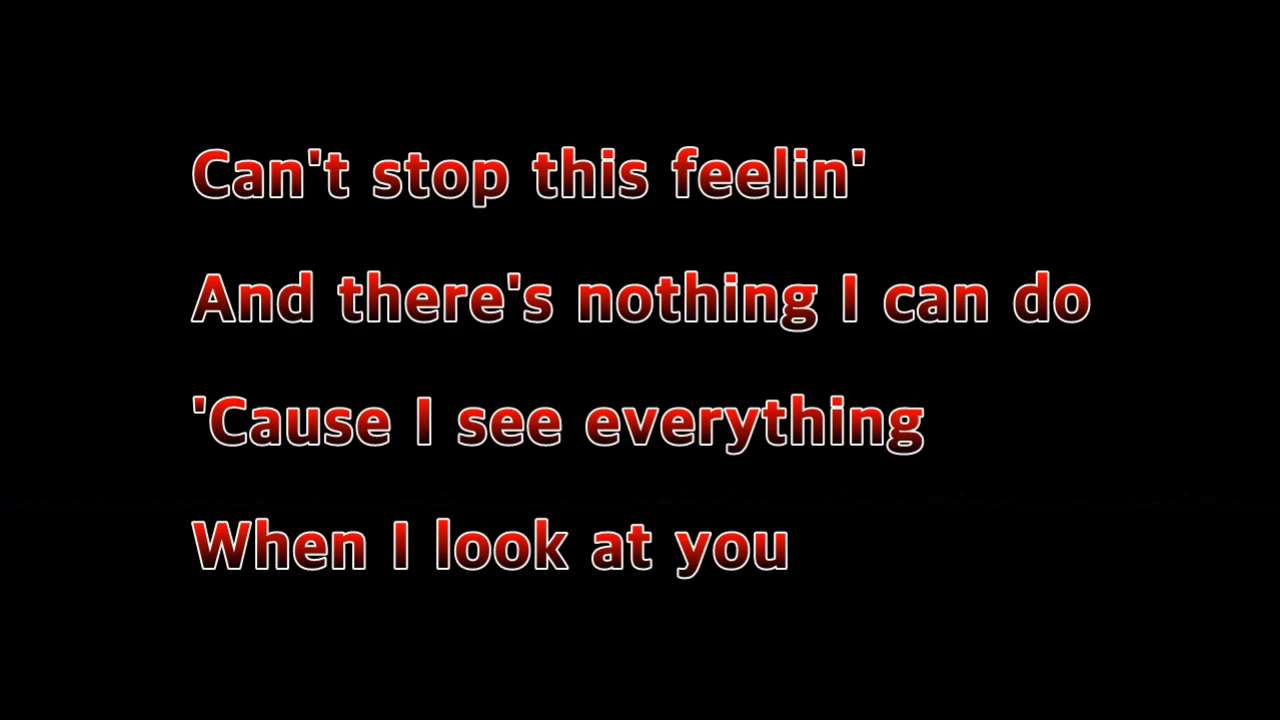 Can't stop this feelin'
And there's nothing I can do
'Cause I see everything
When I look at you